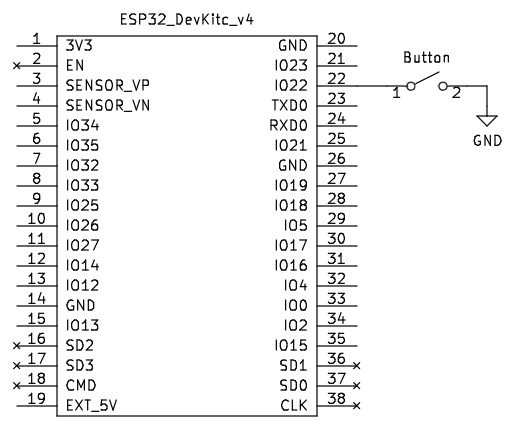 ESP32_DevKitc_v4
1 3V3 GND 20
2 EN IO23 21
3 SENSOR_VP IO22 22
4 SENSOR_VN TXD0 23
5 IO34 RXD0 24
6 IO35 IO21 25
7 IO32 GND 26
8 IO33 IO19 27
9 IO25 IO18 28
10 IO26 IO5 29
11 IO27 IO17 30
12 IO14 IO16 31
13 IO12 IO4 32
14 GND IO0 33
15 IO13 IO2 34
16 SD2 IO15 35
17 SD3 SD1 36
18 CMD SD0 37
19 EXT_5V CLK 38
Button
1 2
GND